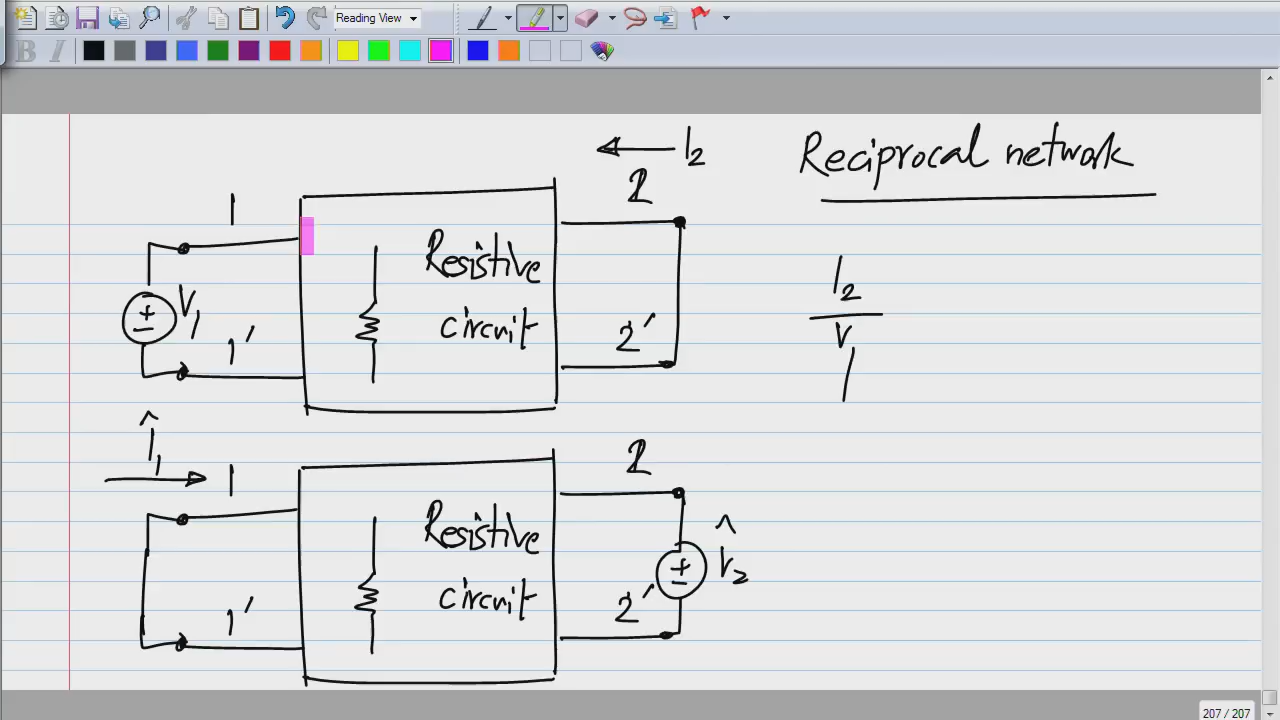 Reading View
B I
I2
2
Reciprocal network
1
Resistive
circuit
+
−
V1
1′
2′
I2
V1
Î1
1
2
Resistive
circuit
+
−
V̂2
1′
2′
207 / 207